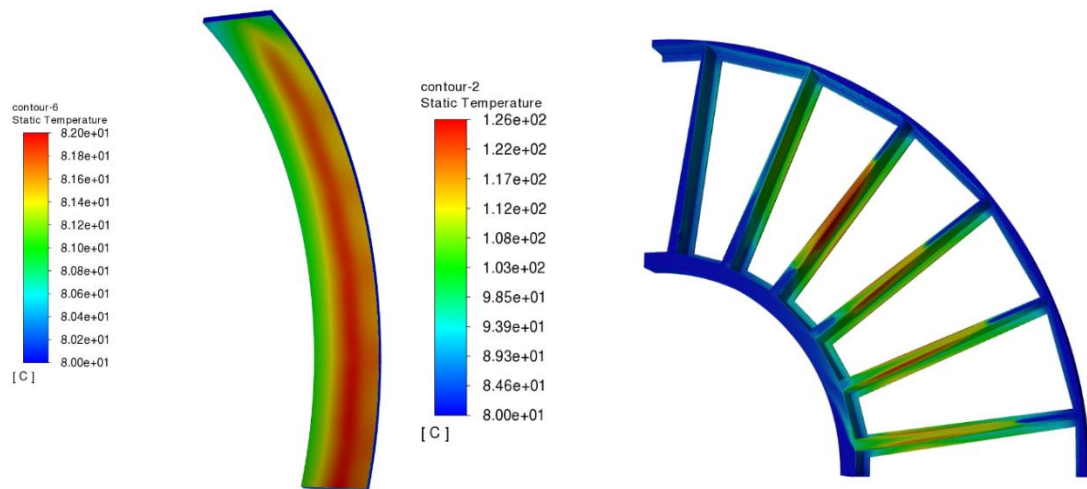 contour-6
Static Temperature
8.20e+01
8.18e+01
8.16e+01
8.14e+01
8.12e+01
8.10e+01
8.08e+01
8.06e+01
8.04e+01
8.02e+01
8.00e+01
[ C ]
contour-2
Static Temperature
1.26e+02
1.22e+02
1.17e+02
1.12e+02
1.08e+02
1.03e+02
9.85e+01
9.39e+01
8.93e+01
8.46e+01
8.00e+01
[ C ]